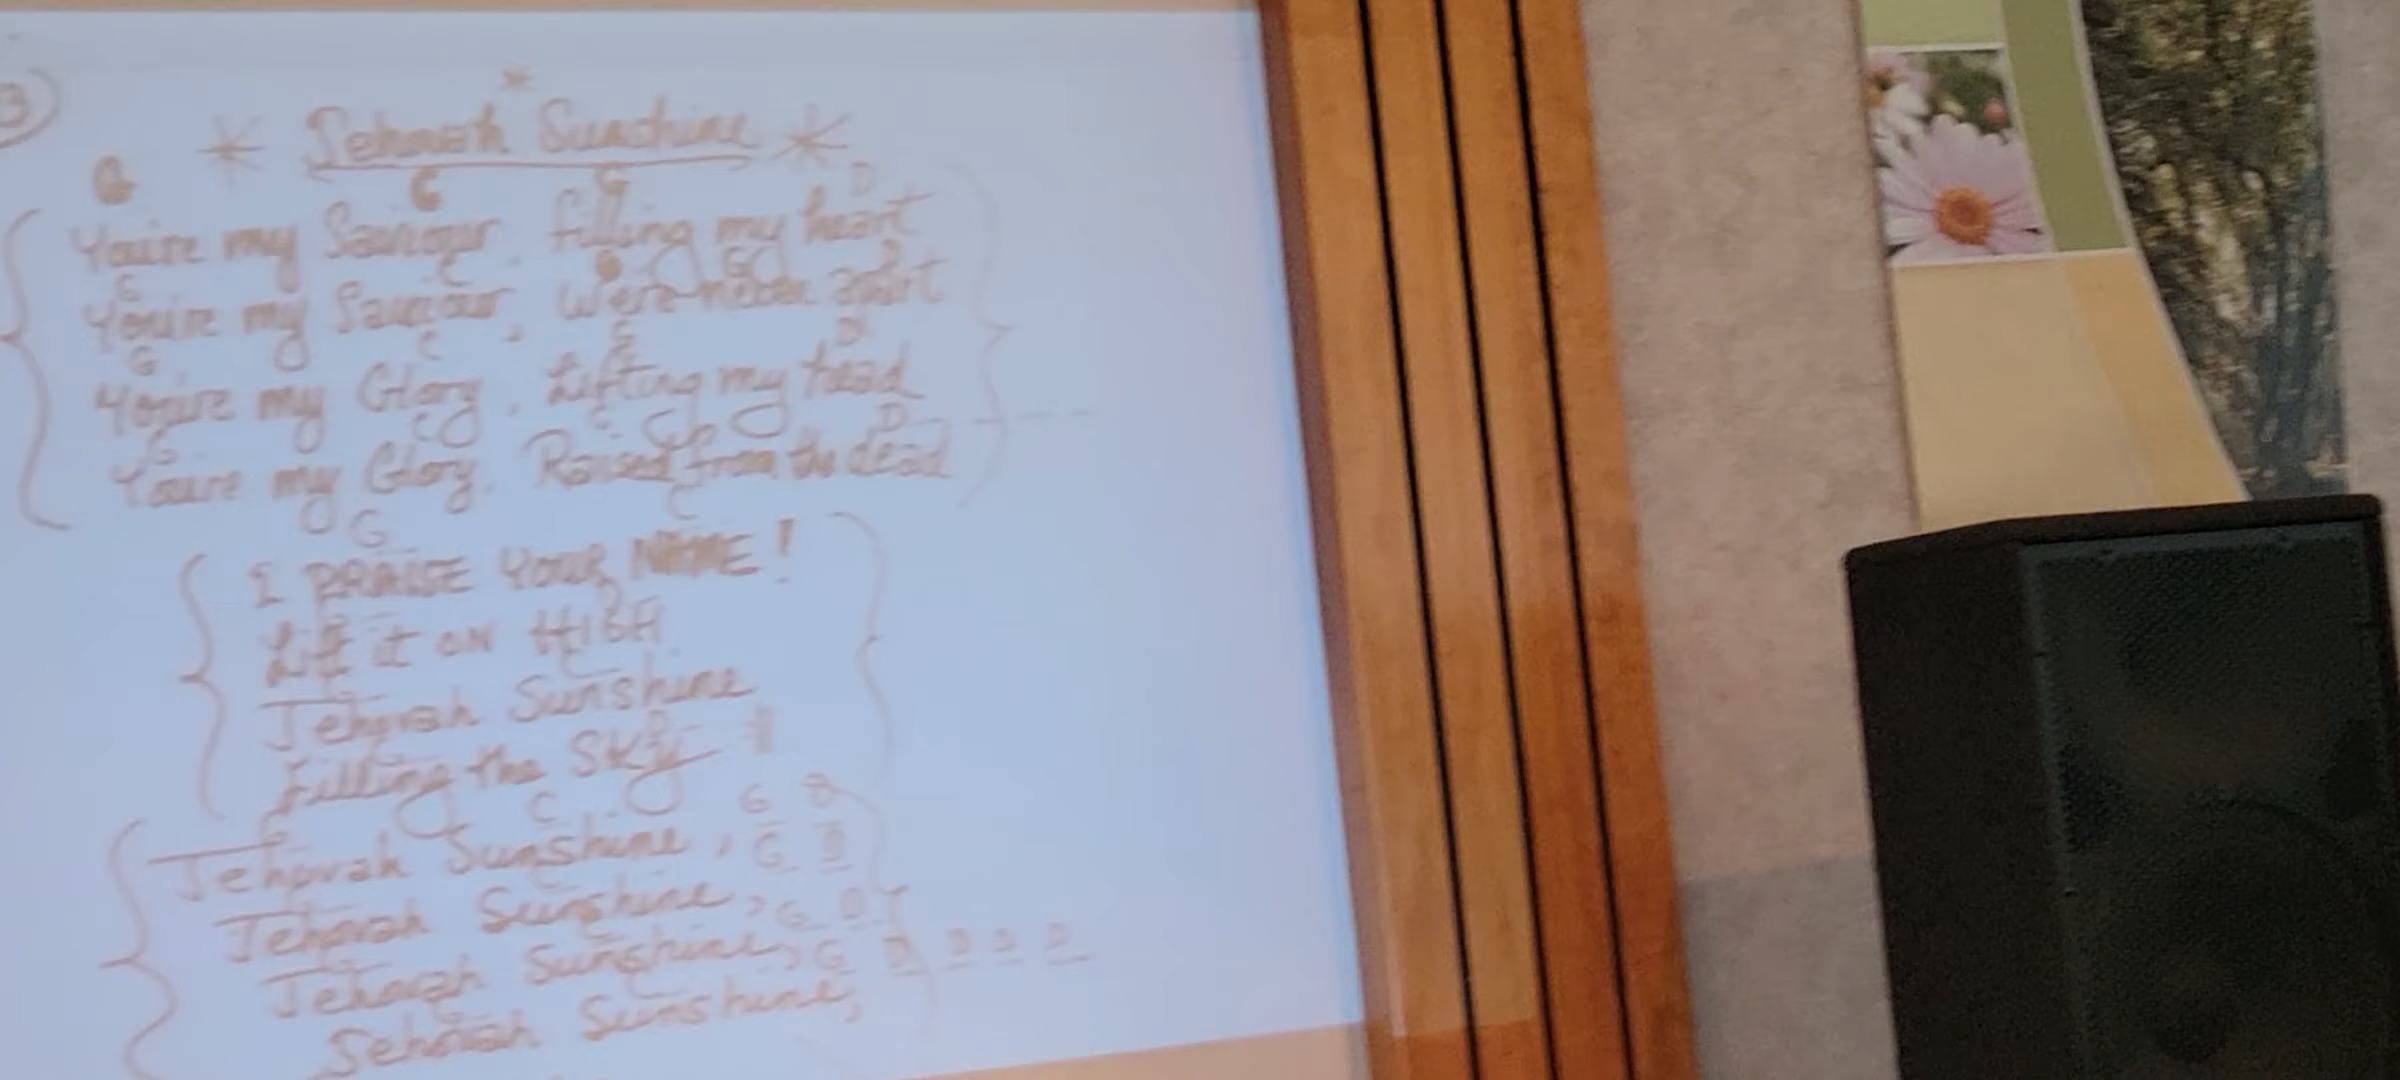 3
* Jehovah Sunshine *
G C G D
You're my Saviour, filling my heart
G C G
You're my Saviour, We're never apart
G C G D
You're my Glory, Lifting my head
G C G D
You're my Glory, Raised from the dead
G C
I PRAISE YOUR NAME!
Lift it on HIGH
Jehovah Sunshine
filling the Sky
G C G D
Jehovah Sunshine, G D
Jehovah Sunshine, G D
Jehovah Sunshine, G D D D D
Jehovah Sunshine,